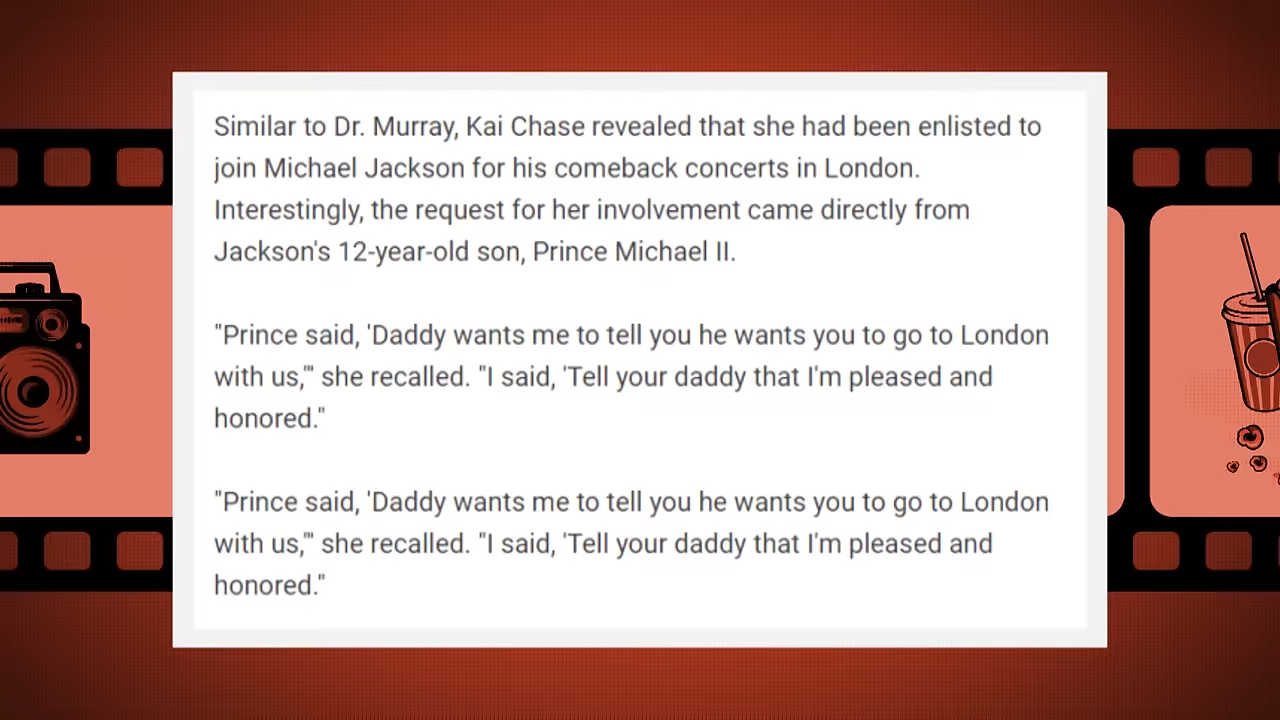 Similar to Dr. Murray, Kai Chase revealed that she had been enlisted to
join Michael Jackson for his comeback concerts in London.
Interestingly, the request for her involvement came directly from
Jackson's 12-year-old son, Prince Michael II.
"Prince said, 'Daddy wants me to tell you he wants you to go to London
with us,'" she recalled. "I said, 'Tell your daddy that I'm pleased and
honored."
"Prince said, 'Daddy wants me to tell you he wants you to go to London
with us,'" she recalled. "I said, 'Tell your daddy that I'm pleased and
honored."